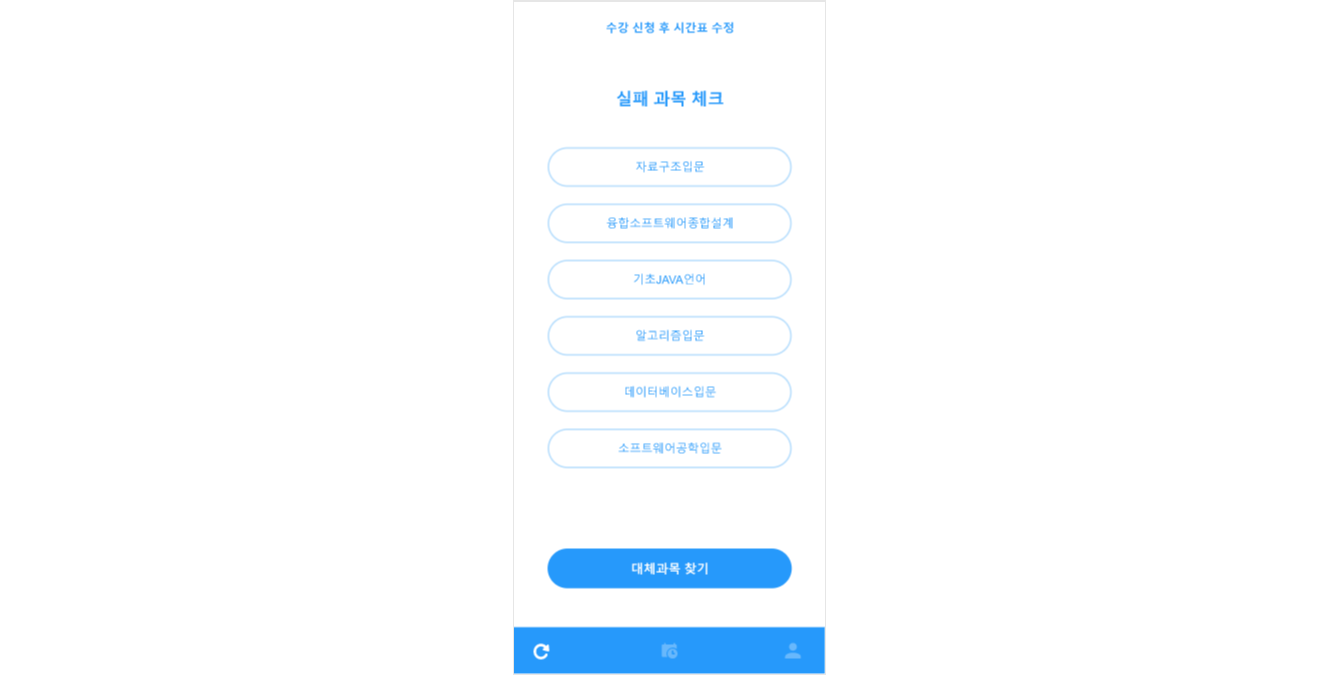 수강 신청 후 시간표 수정
실패 과목 체크
자료구조입문
융합소프트웨어종합설계
기초JAVA언어
알고리즘입문
데이터베이스입문
소프트웨어공학입문
대체과목 찾기